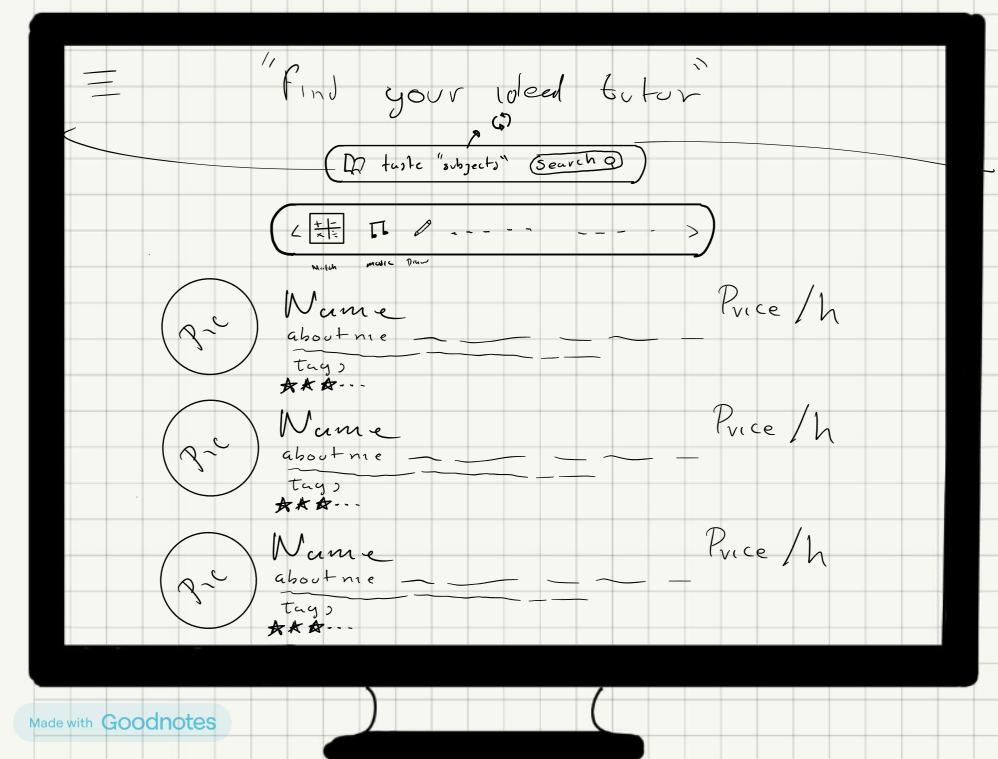 "Find your ideal tutor"
taste "subjects" Search
Math music Draw
Name Price /h
about me
tags
Pic
Name Price /h
about me
tags
Pic
Name Price /h
about me
tags
Pic
Made with Goodnotes